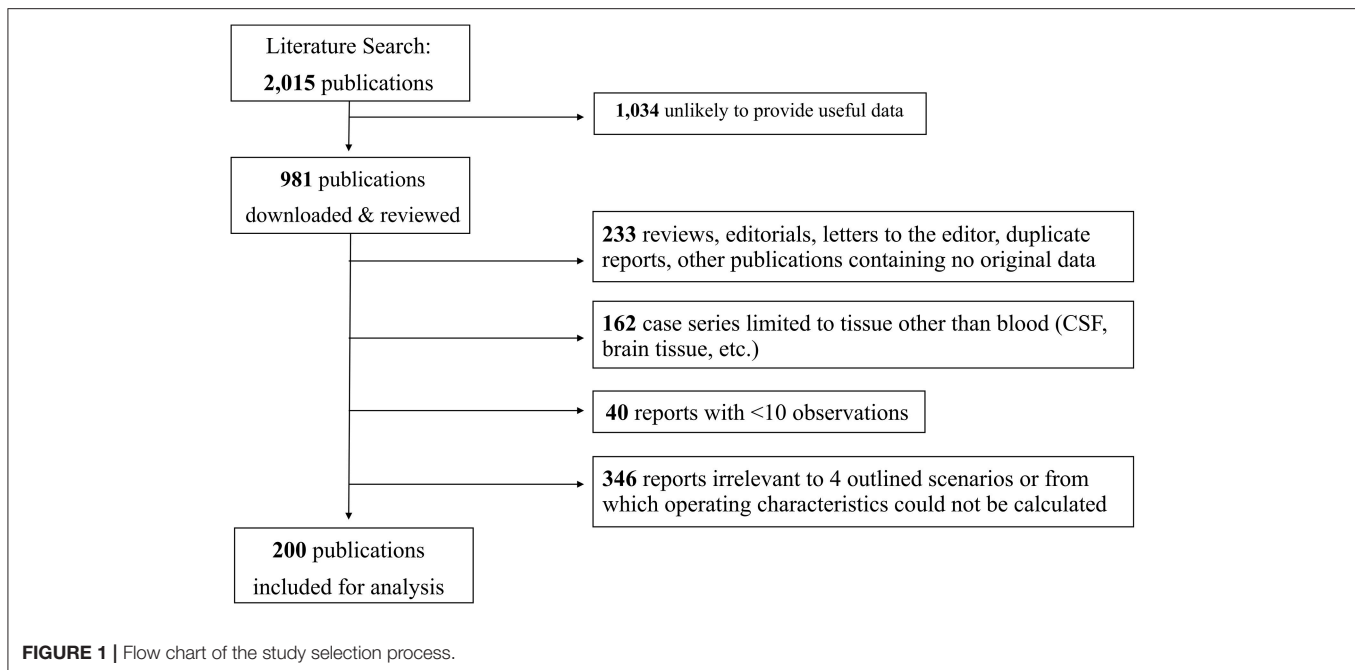 Literature Search:
2,015 publications
1,034 unlikely to provide useful data
981 publications
downloaded & reviewed
233 reviews, editorials, letters to the editor, duplicate
reports, other publications containing no original data
162 case series limited to tissue other than blood (CSF,
brain tissue, etc.)
40 reports with <10 observations
346 reports irrelevant to 4 outlined scenarios or from
which operating characteristics could not be calculated
200 publications
included for analysis
FIGURE 1 | Flow chart of the study selection process.